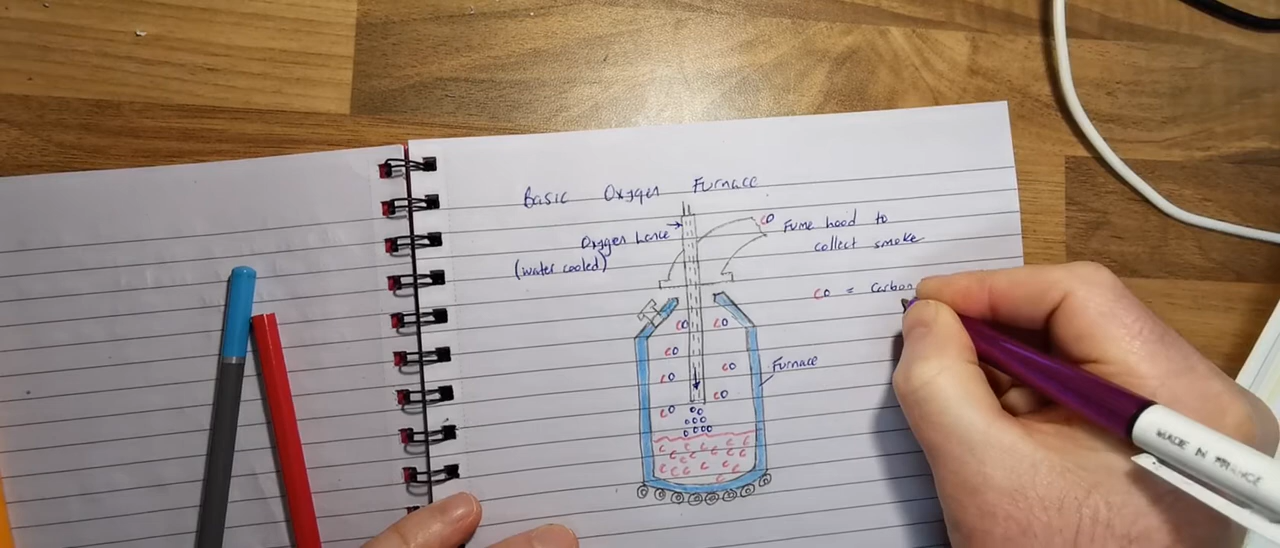 Basic Oxygen Furnace
Oxygen Lance
(water cooled)
CO
Fume hood to
collect smoke
CO = Carbon
CO CO
CO
CO
CO
CO
CO
CO
Furnace
MADE IN FRANCE